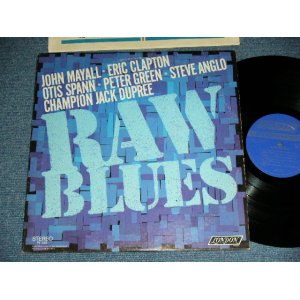 JOHN MAYALL · ERIC CLAPTON
OTIS SPANN · PETER GREEN · STEVE ANGLO
CHAMPION JACK DUPREE
RAW
BLUES
STEREO
LONDON